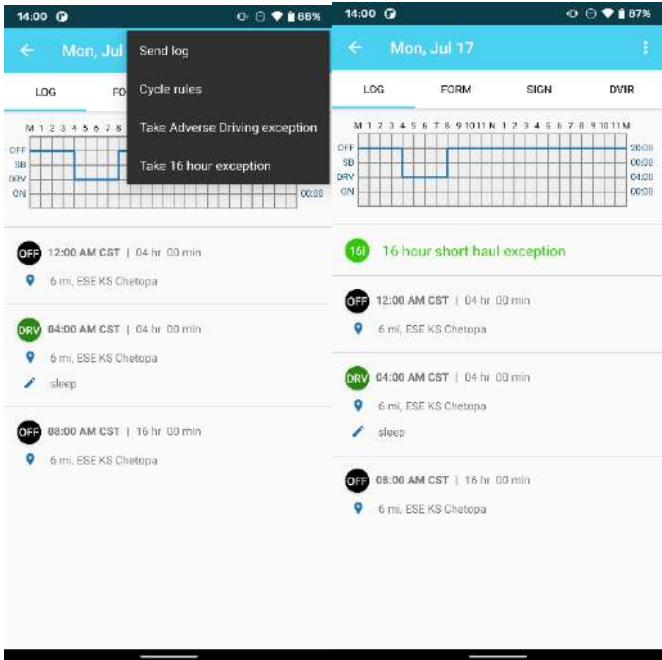 14:00
86%
Mon, Jul
Send log
Cycle rules
Take Adverse Driving exception
Take 16 hour exception
LOG
FO
M 1 2 3 4 5 6 7 8
OFF
SB
DRV
ON
00:00
OFF 12:00 AM CST | 04 hr 00 min
6 mi, ESE KS Chetopa
DRV 04:00 AM CST | 04 hr 00 min
6 mi, ESE KS Chetopa
sleep
OFF 08:00 AM CST | 16 hr 00 min
6 mi, ESE KS Chetopa
14:00
87%
Mon, Jul 17
LOG FORM SIGN DVIR
M 1 2 3 4 5 6 7 8 9 10 11 N 1 2 3 4 5 6 7 8 9 10 11 M
OFF 20:00
SB 00:00
DRV 04:00
ON 00:00
16 hour short haul exception
OFF 12:00 AM CST | 04 hr 00 min
6 mi, ESE KS Chetopa
DRV 04:00 AM CST | 04 hr 00 min
6 mi, ESE KS Chetopa
sleep
OFF 08:00 AM CST | 16 hr 00 min
6 mi, ESE KS Chetopa